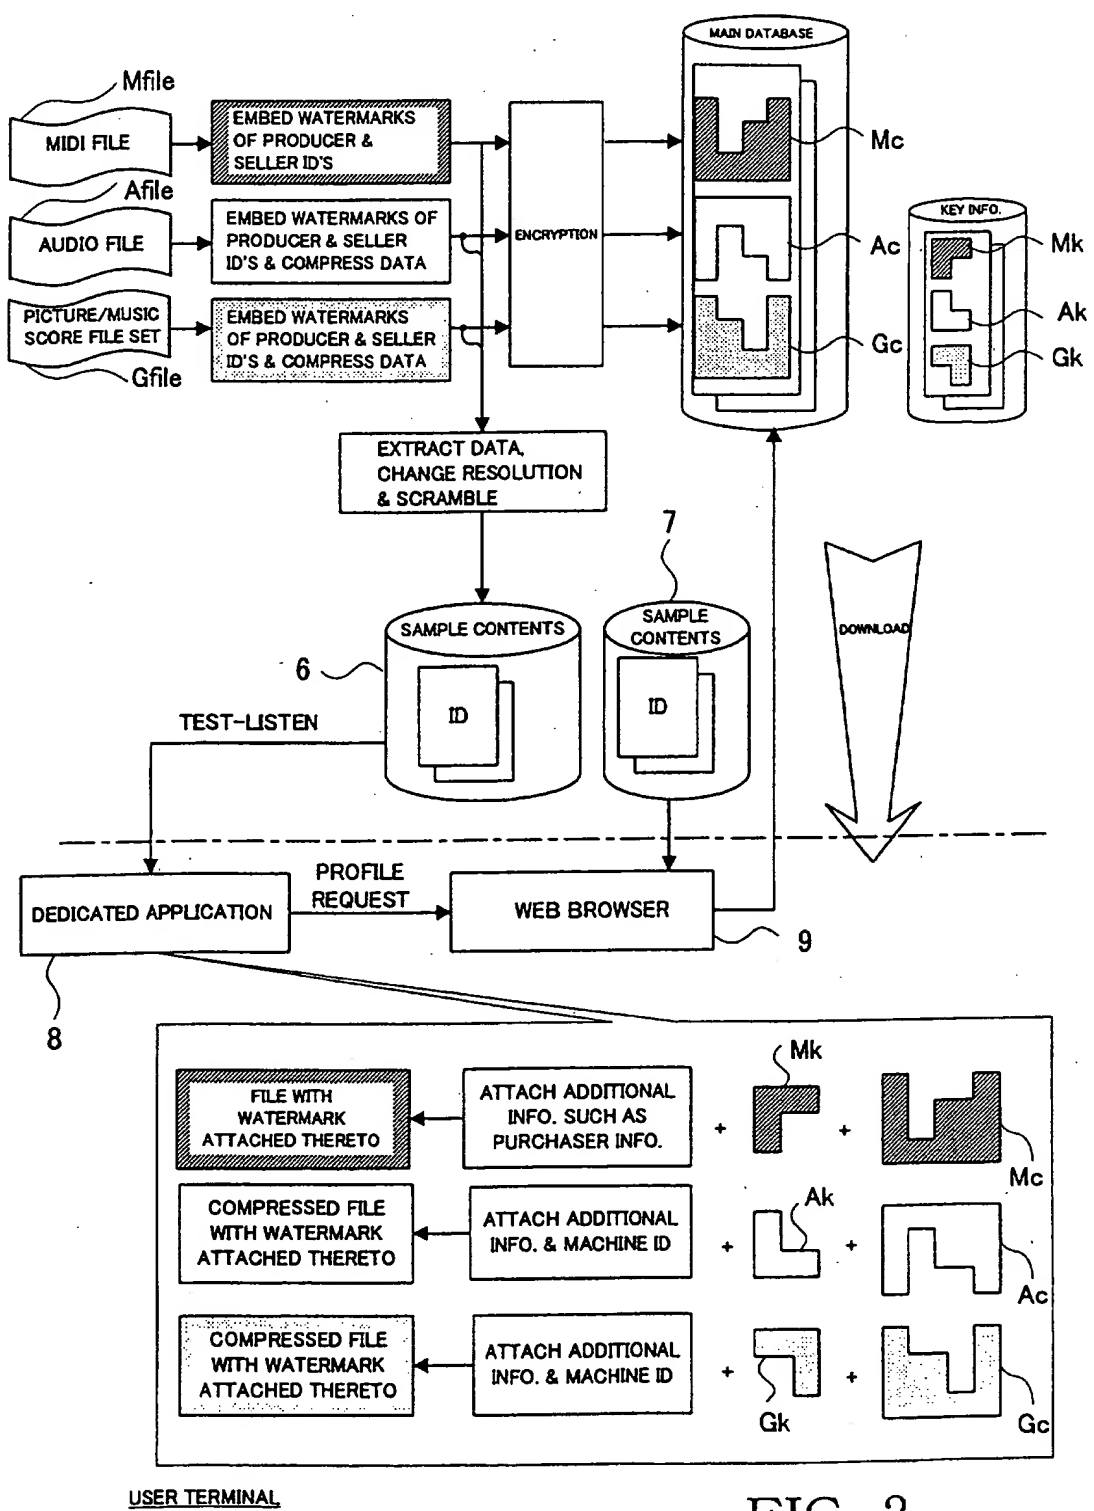 MAIN DATABASE
Mfile
MIDI FILE
EMBED WATERMARKS
OF PRODUCER &
SELLER ID'S
Mc
Afile
AUDIO FILE
EMBED WATERMARKS OF
PRODUCER & SELLER
ID'S & COMPRESS DATA
ENCRYPTION
Ac
KEY INFO.
Mk
Ak
Gk
PICTURE/MUSIC
SCORE FILE SET
Gfile
EMBED WATERMARKS
OF PRODUCER & SELLER
ID'S & COMPRESS DATA
Gc
EXTRACT DATA,
CHANGE RESOLUTION
& SCRAMBLE
7
SAMPLE CONTENTS
SAMPLE
CONTENTS
DOWNLOAD
6
ID
ID
TEST-LISTEN
DEDICATED APPLICATION
PROFILE
REQUEST
WEB BROWSER
9
8
FILE WITH
WATERMARK
ATTACHED THERETO
ATTACH ADDITIONAL
INFO. SUCH AS
PURCHASER INFO.
+
Mk
+
Mc
COMPRESSED FILE
WITH WATERMARK
ATTACHED THERETO
ATTACH ADDITIONAL
INFO. & MACHINE ID
+
Ak
+
Ac
COMPRESSED FILE
WITH WATERMARK
ATTACHED THERETO
ATTACH ADDITIONAL
INFO. & MACHINE ID
+
Gk
+
Gc
USER TERMINAL